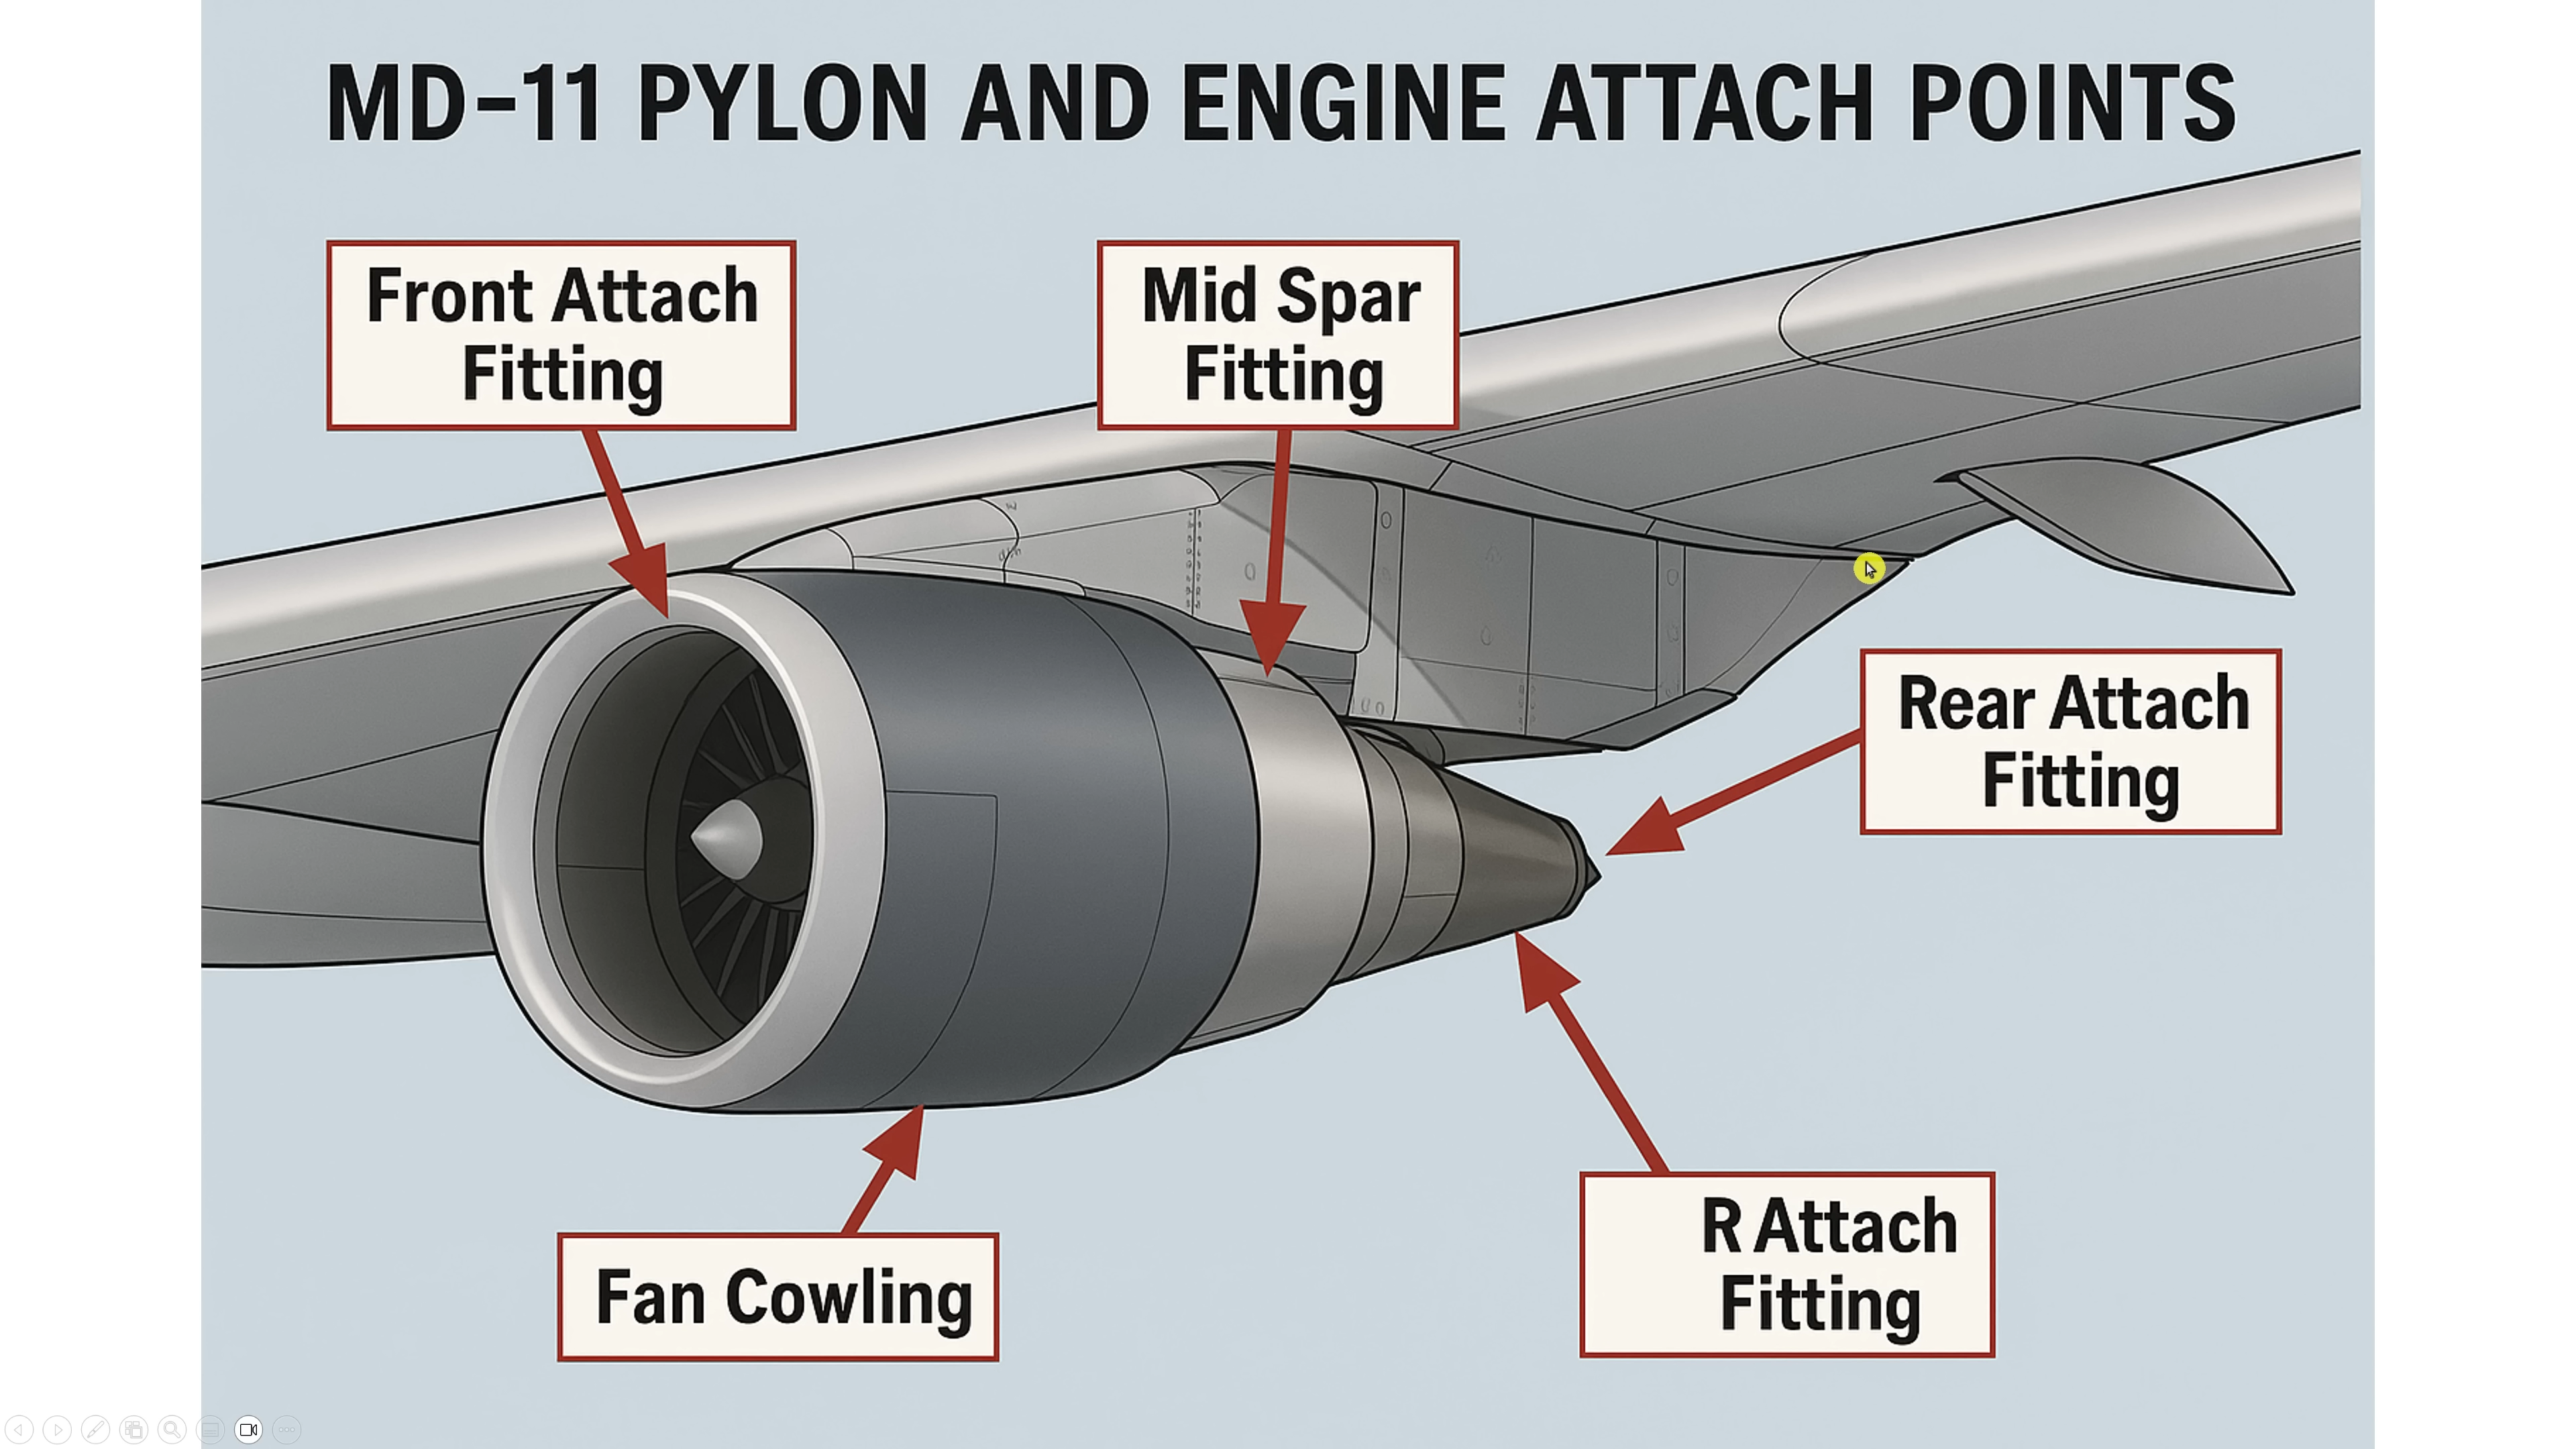 MD-11 PYLON AND ENGINE ATTACH POINTS
Front Attach
Fitting
Mid Spar
Fitting
Rear Attach
Fitting
R Attach
Fitting
Fan Cowling